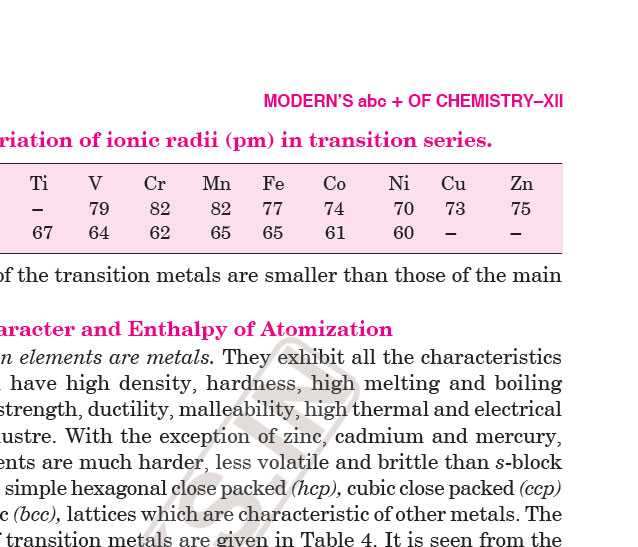 MODERN'S abc + OF CHEMISTRY–XII
riation of ionic radii (pm) in transition series.
Ti V Cr Mn Fe Co Ni Cu Zn
– 79 82 82 77 74 70 73 75
67 64 62 65 65 61 60 – –
of the transition metals are smaller than those of the main
aracter and Enthalpy of Atomization
n elements are metals. They exhibit all the characteristics
have high density, hardness, high melting and boiling
strength, ductility, malleability, high thermal and electrical
lustre. With the exception of zinc, cadmium and mercury,
ents are much harder, less volatile and brittle than s-block
simple hexagonal close packed (hcp), cubic close packed (ccp)
c (bcc), lattices which are characteristic of other metals. The
f transition metals are given in Table 4. It is seen from the
S.IN